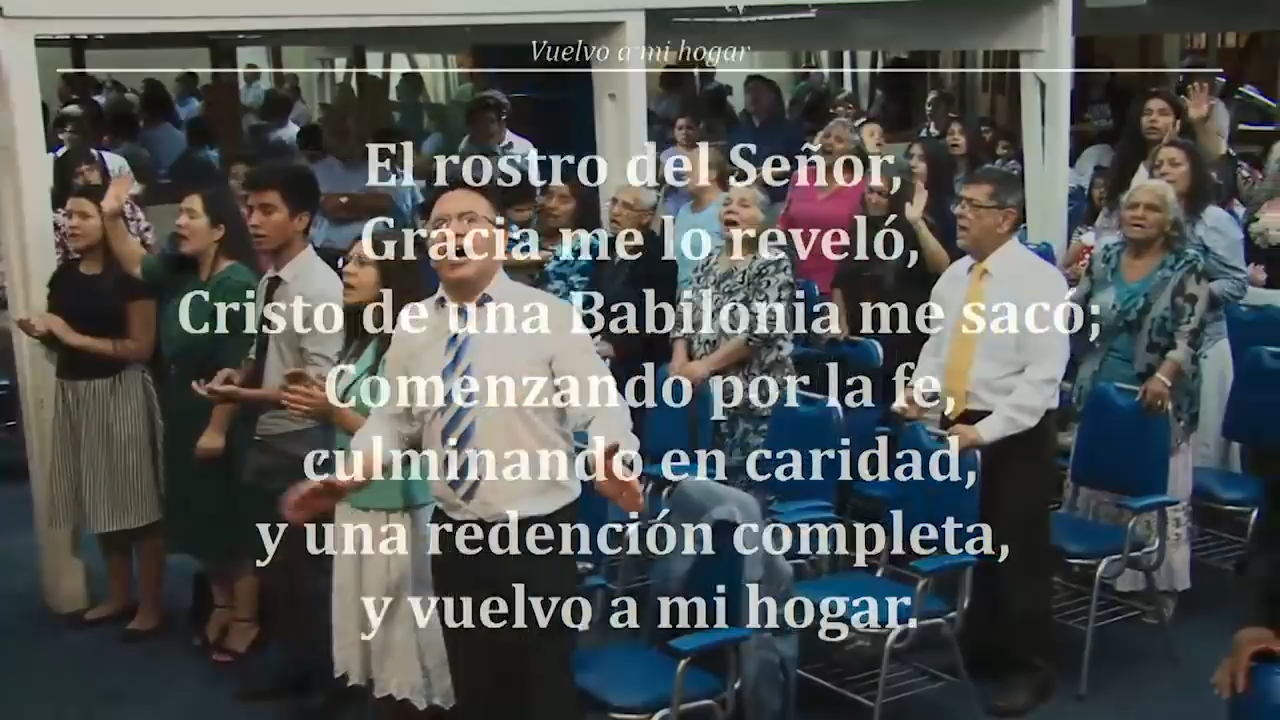 Vuelvo a mi hogar
El rostro del Señor,
Gracia me lo reveló,
Cristo de una Babilonia me sacó;
Comenzando por la fe,
culminando en caridad,
y una redención completa,
y vuelvo a mi hogar.